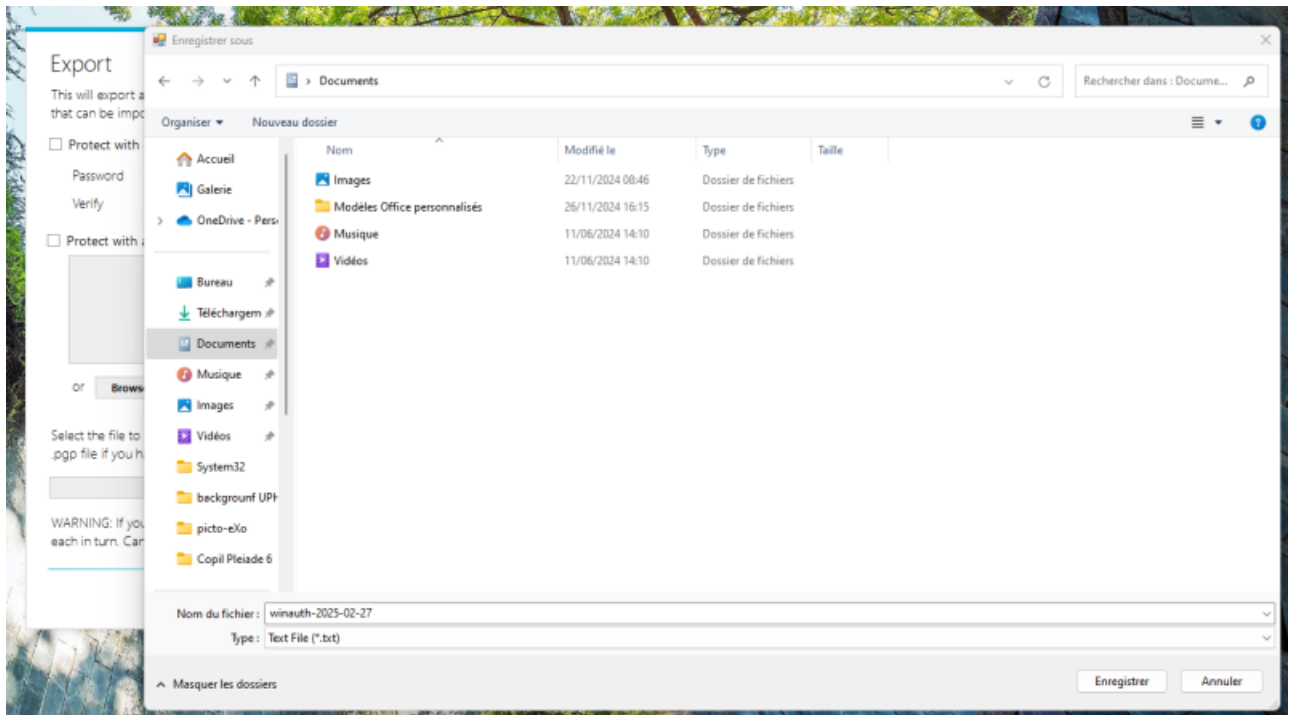 Enregistrer sous
Export
This will export a
that can be impo
Protect with
Password
Verify
Protect with a
or Brows
Select the file to
.pgp file if you h
WARNING: If you
each in turn. Can
Documents
Rechercher dans : Docume...
Organiser Nouveau dossier
Accueil
Galerie
OneDrive - Pers
Bureau
Téléchargem
Documents
Musique
Images
Vidéos
System32
backgrounf UPH
picto-eXo
Copil Pleiade 6
Nom Modifié le Type Taille
Images 22/11/2024 08:46 Dossier de fichiers
Modèles Office personnalisés 26/11/2024 16:15 Dossier de fichiers
Musique 11/06/2024 14:10 Dossier de fichiers
Vidéos 11/06/2024 14:10 Dossier de fichiers
Nom du fichier : winauth-2025-02-27
Type : Text File (*.txt)
Masquer les dossiers
Enregistrer Annuler